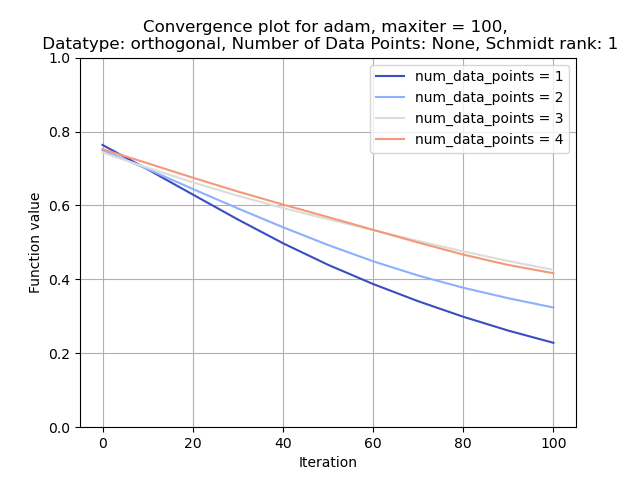 Convergence plot for adam, maxiter = 100,
Datatype: orthogonal, Number of Data Points: None, Schmidt rank: 1
1.0
0.8
0.6
0.4
0.2
0.0
Function value
num_data_points = 1
num_data_points = 2
num_data_points = 3
num_data_points = 4
0 20 40 60 80 100
Iteration